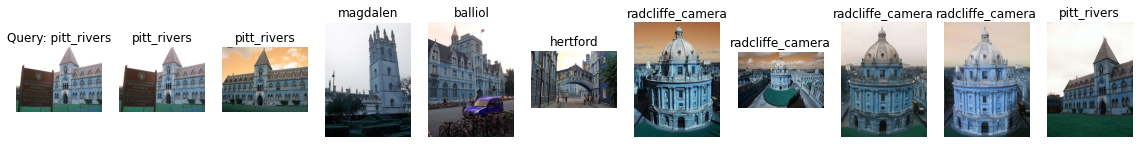 Query: pitt_rivers
pitt_rivers
pitt_rivers
magdalen
balliol
hertford
radcliffe_camera
radcliffe_camera
radcliffe_camera
radcliffe_camera
pitt_rivers